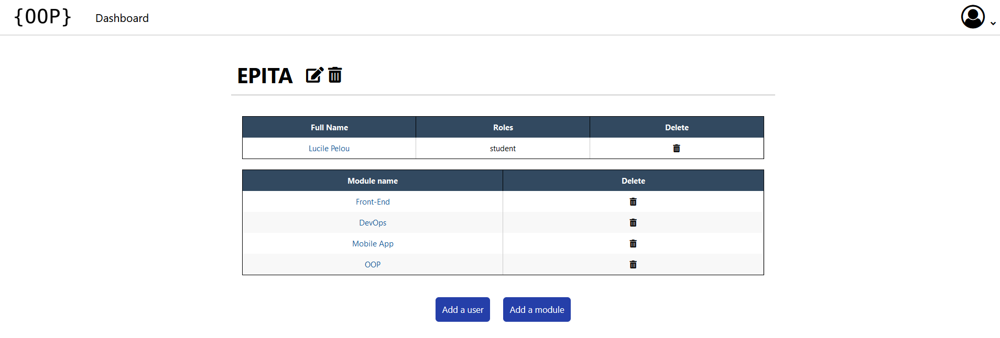 {OOP} Dashboard
EPITA
Full Name Roles Delete
Lucile Pelou student
Module name Delete
Front-End
DevOps
Mobile App
OOP
Add a user Add a module